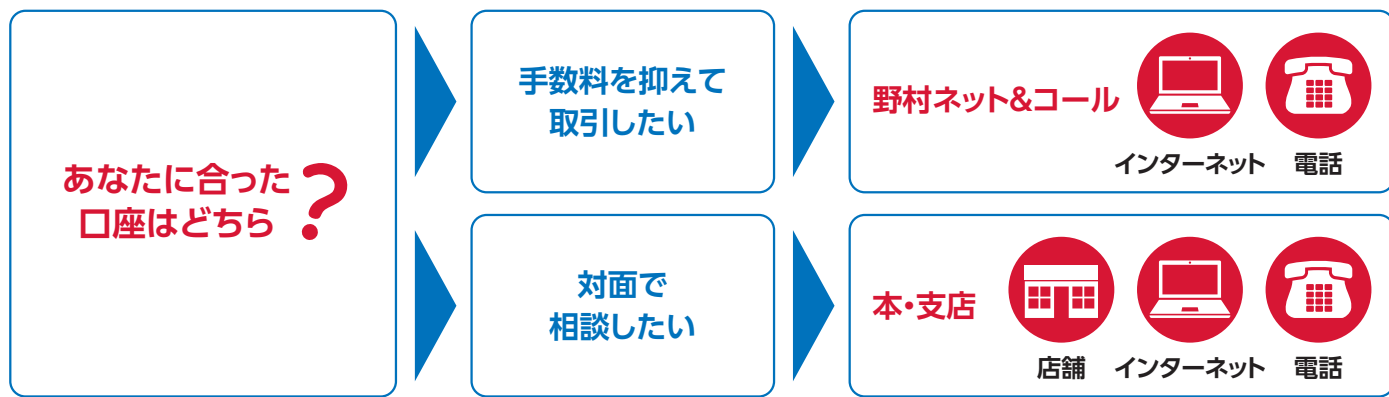 あなたに合った
口座はどちら?
手数料を抑えて
取引したい
野村ネット&コール
インターネット 電話
対面で
相談したい
本・支店
店舗 インターネット 電話